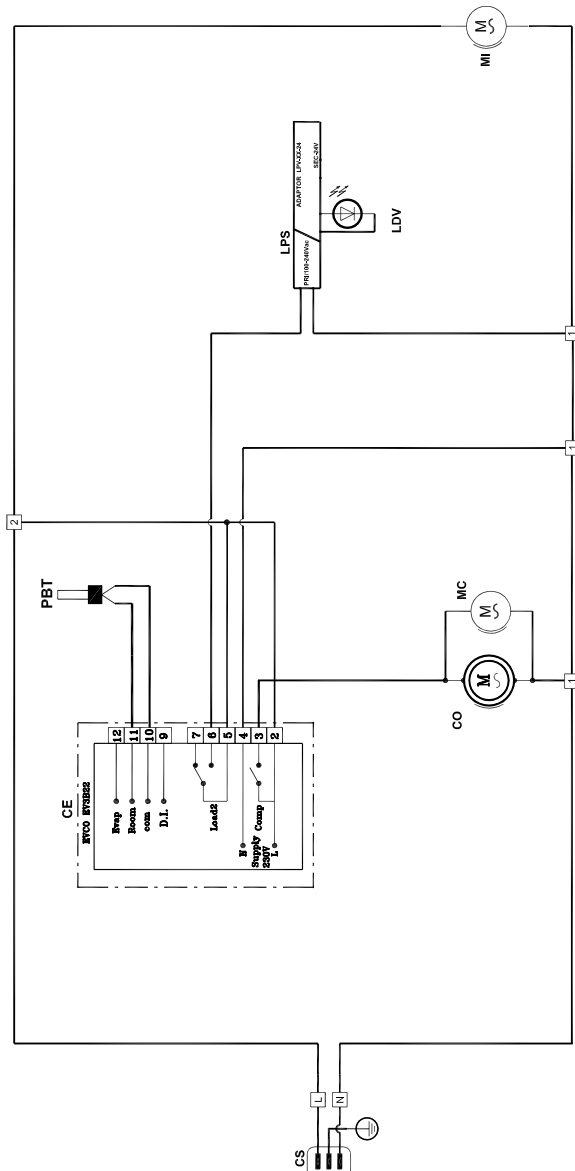 2
CE
EVCO EV3B22
PBT
Evap
12
Room
11
com
10
D.I.
9
7
Load2
6
5
N
4
Supply
230V
Comp
3
L
2
LPS
ADAPTOR LPV-XX-24
PRI:100-240Vac
SEC-24V
LDV
CS
L
N
CO
M
MC
M
MI
M
1
1
1